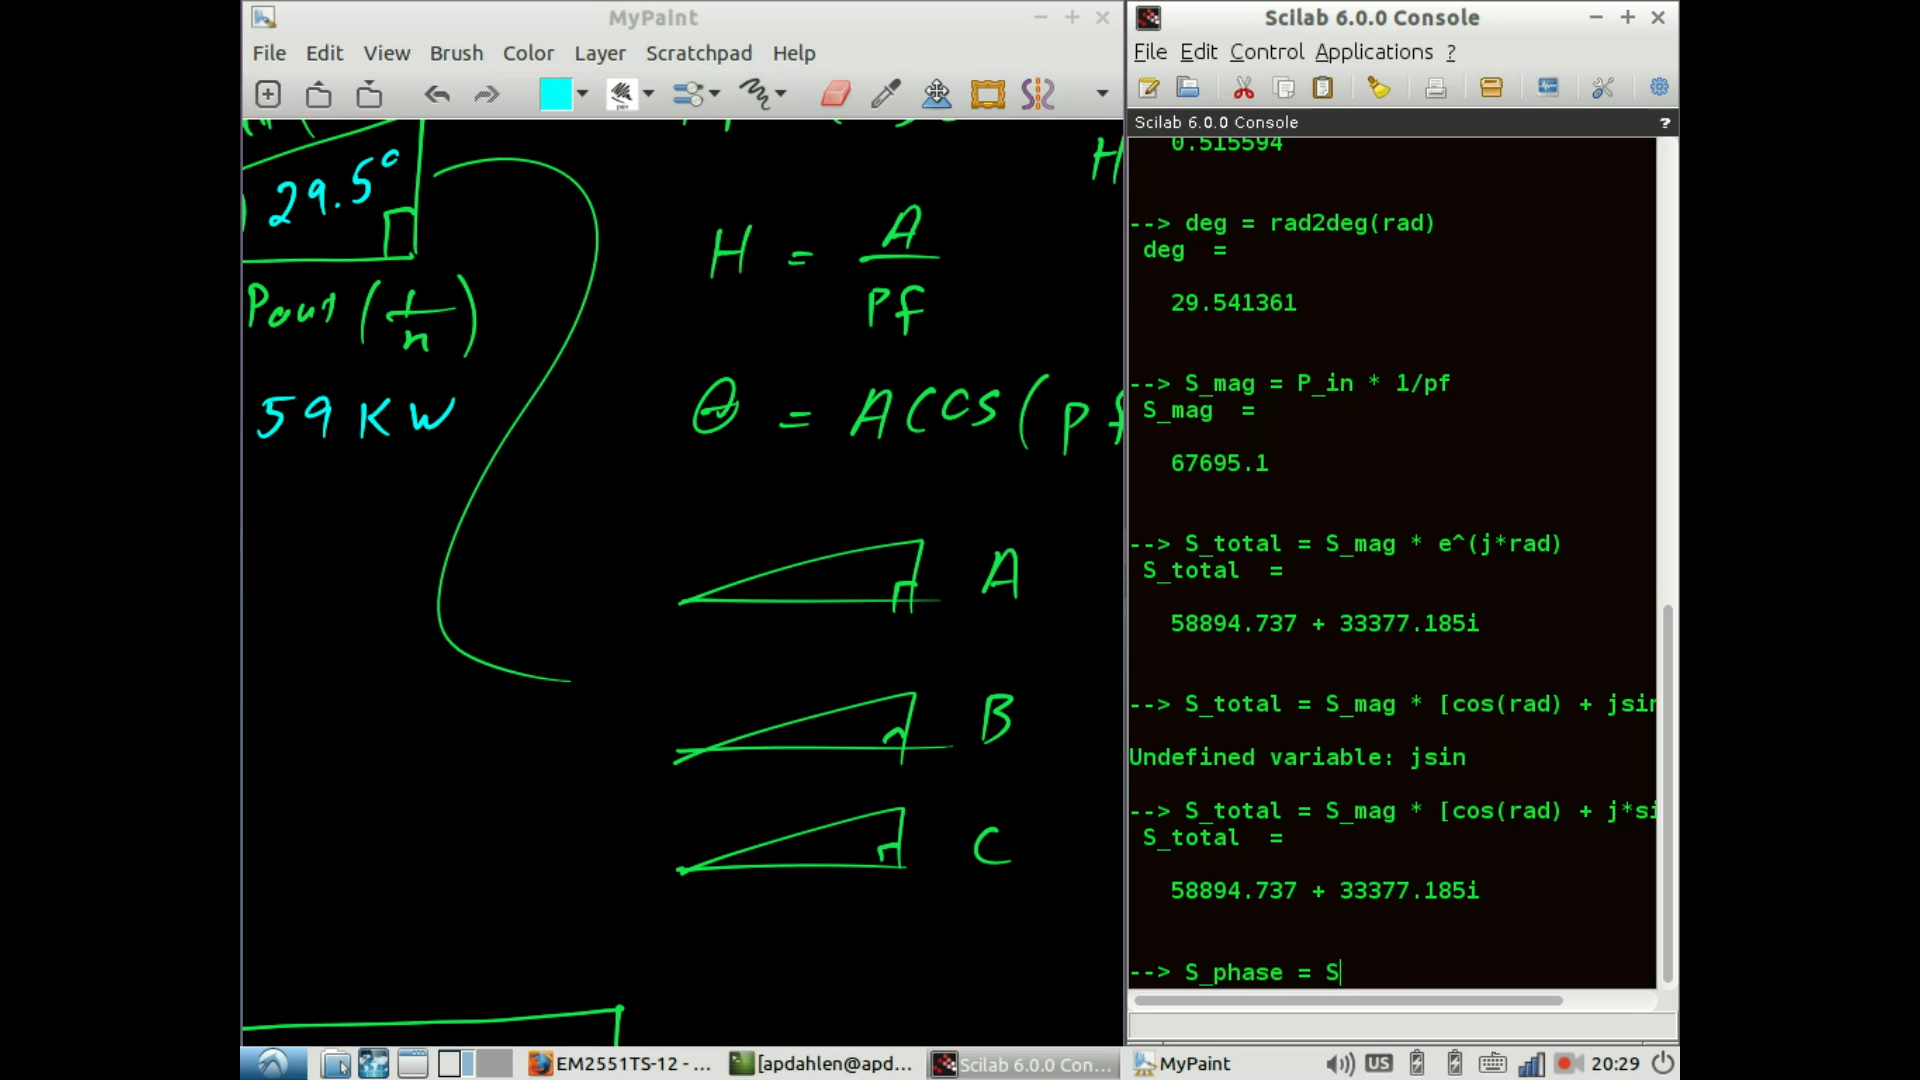 MyPaint
File Edit View Brush Color Layer Scratchpad Help
29.5°
Pout (1/n)
59 KW
H
H = A/Pf
θ = ACOS(pf
A
B
C
Scilab 6.0.0 Console
File Edit Control Applications ?
Scilab 6.0.0 Console ?
0.515594
--> deg = rad2deg(rad)
deg =
29.541361
--> S_mag = P_in * 1/pf
S_mag =
67695.1
--> S_total = S_mag * e^(j*rad)
S_total =
58894.737 + 33377.185i
--> S_total = S_mag * [cos(rad) + jsin
Undefined variable: jsin
--> S_total = S_mag * [cos(rad) + j*si
S_total =
58894.737 + 33377.185i
--> S_phase = S
EM2551TS-12 - ... [apdahlen@apd... Scilab 6.0.0 Con... MyPaint US 20:29